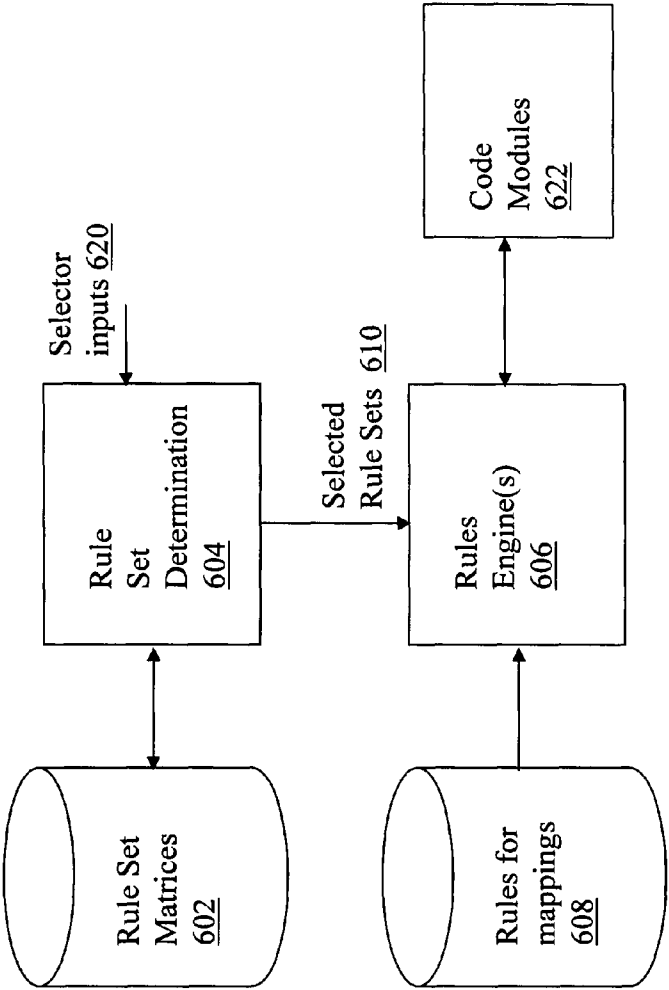 Rule Set
Matrices
602
Rule
Set
Determination
604
Selector
inputs 620
Selected
Rule Sets 610
Rules for
mappings
608
Rules
Engine(s)
606
Code
Modules
622